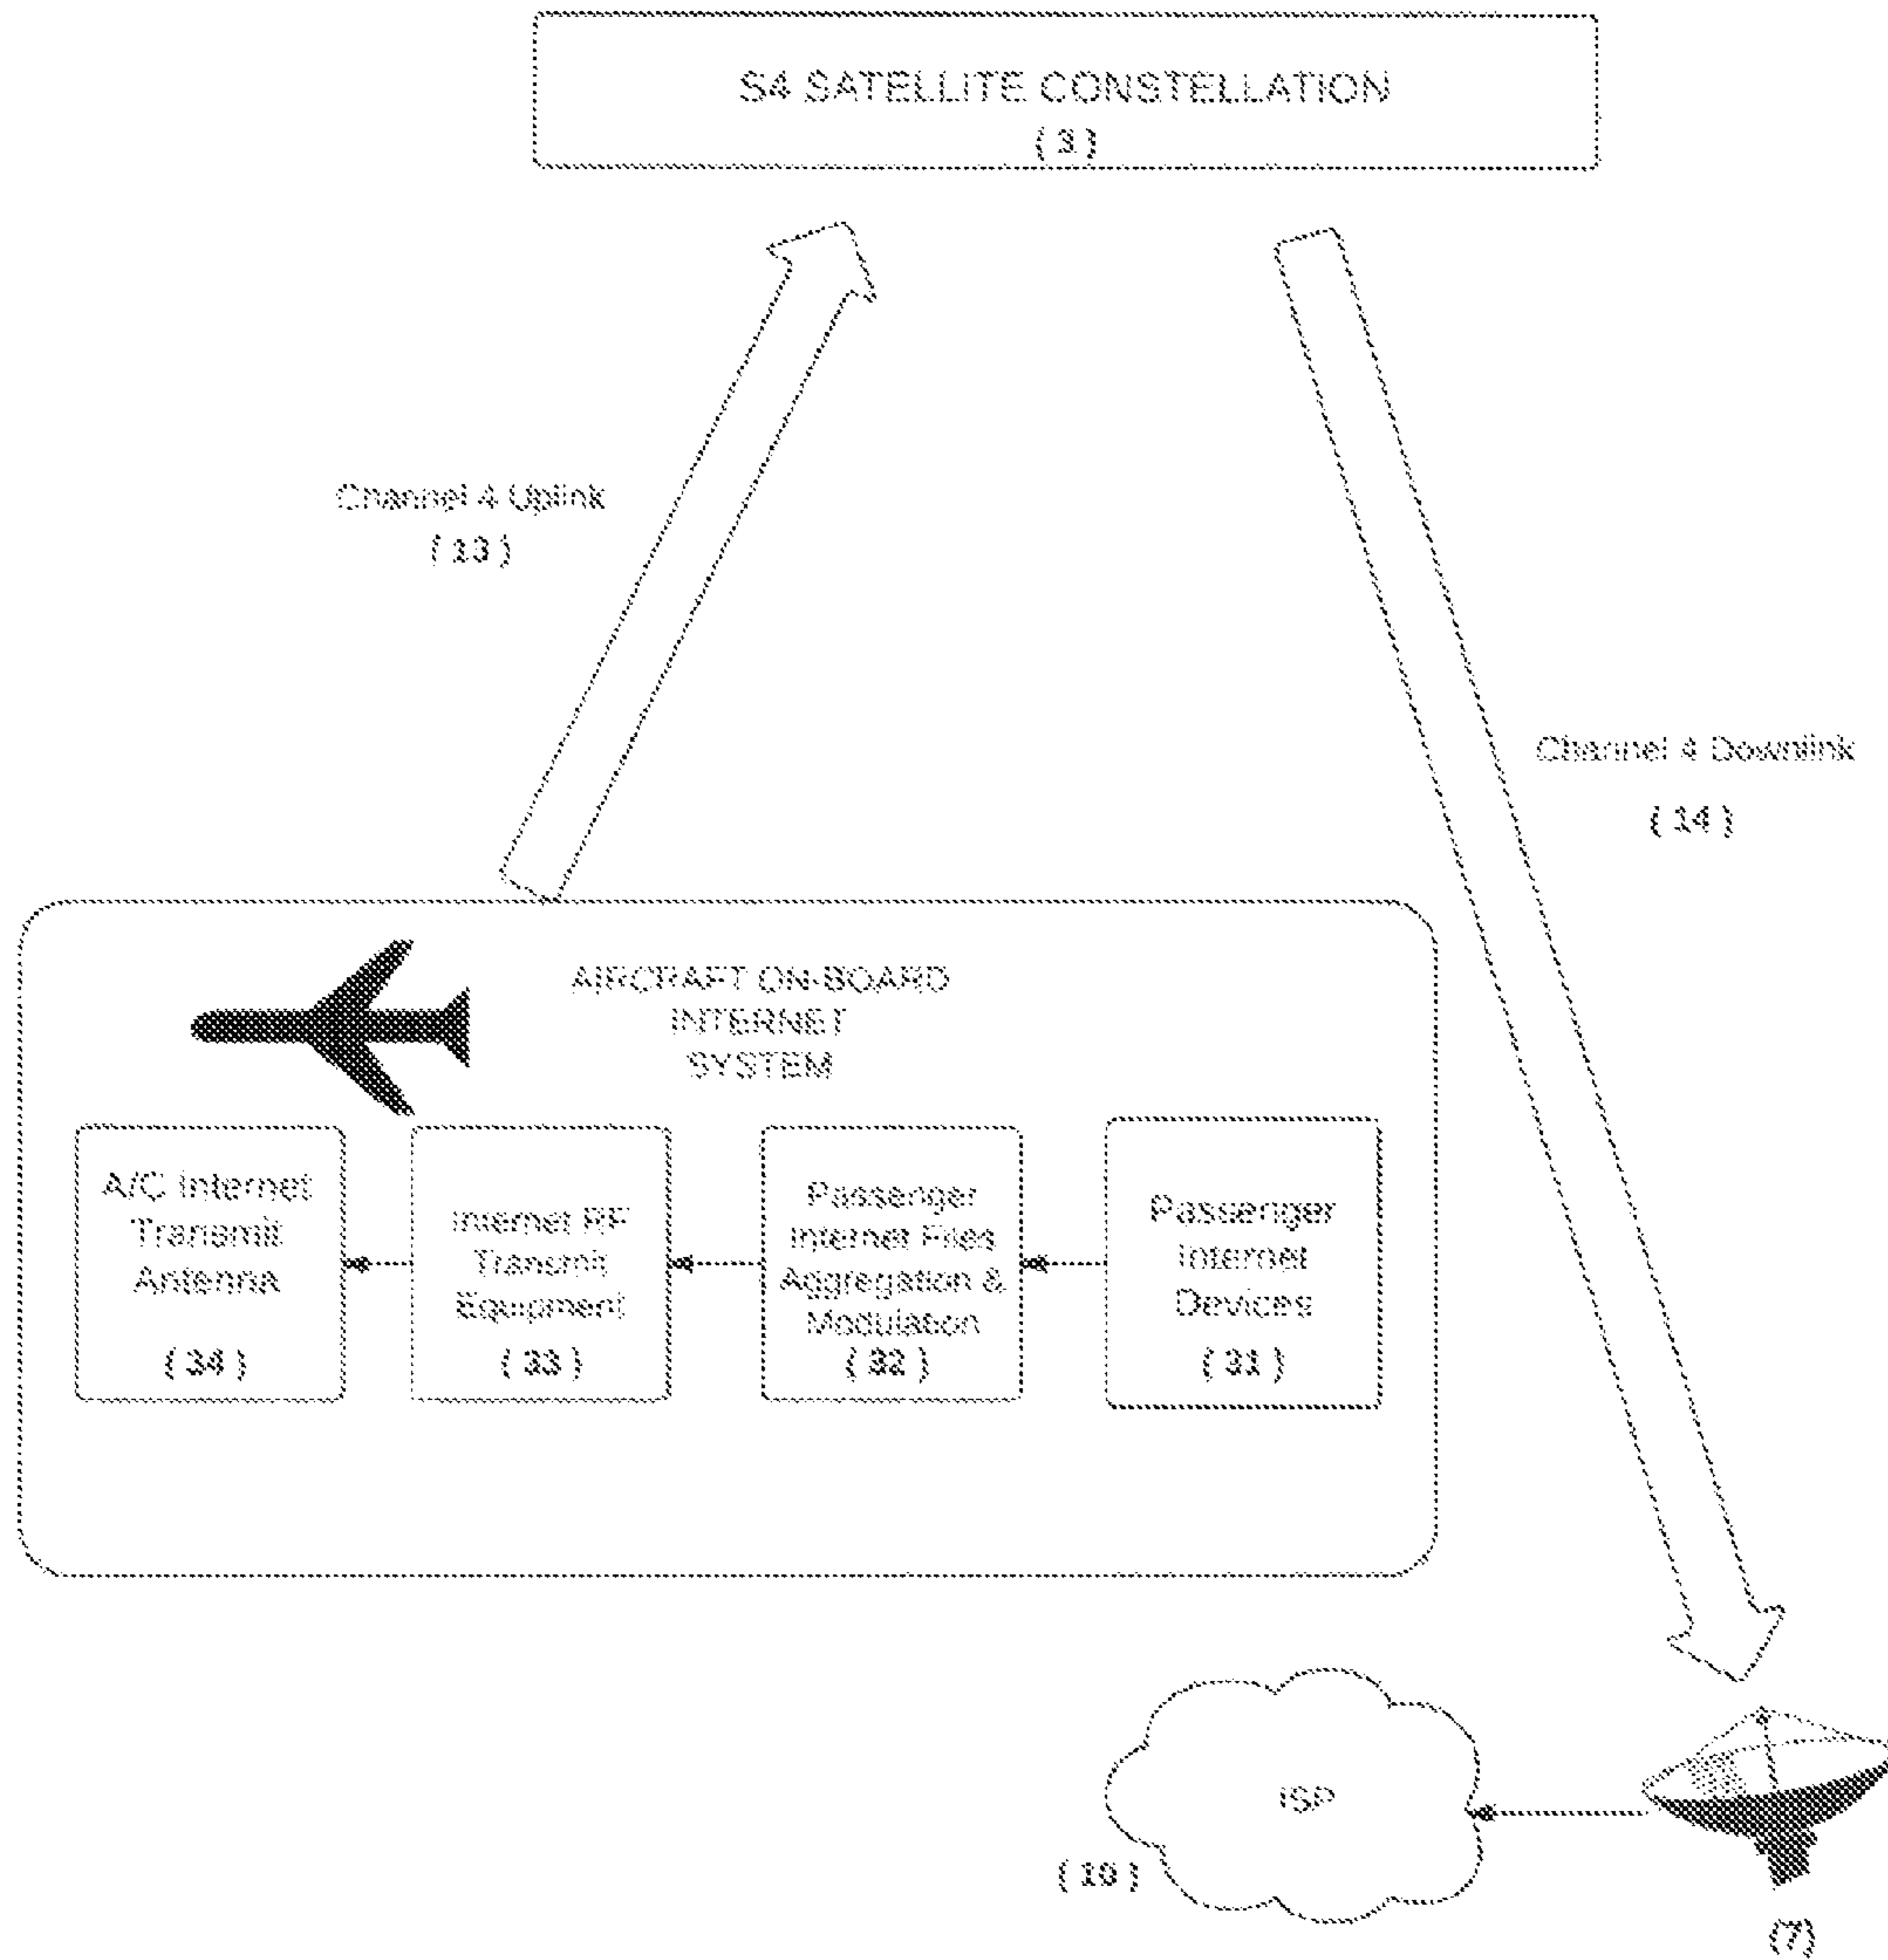 S4 SATELLITE CONSTELLATION
( 3 )
Channel 4 Uplink
( 13 )
Channel 4 Downlink
( 14 )
AIRCRAFT ON-BOARD
INTERNET
SYSTEM
A/C Internet
Transmit
Antenna
( 34 )
Internet RF
Transmit
Equipment
( 33 )
Passenger
Internet Files
Aggregation &
Modulation
( 32 )
Passenger
Internet
Devices
( 31 )
ISP
(7)